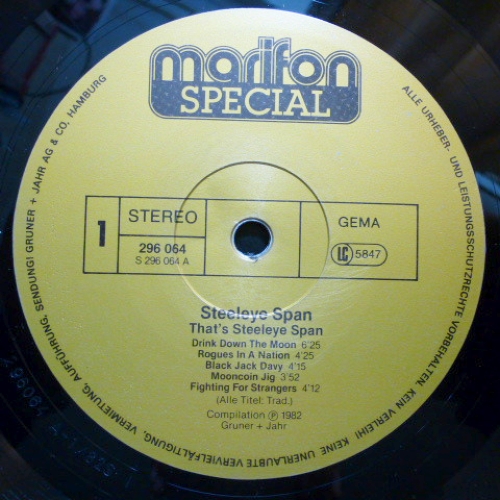 marifon
SPECIAL
1
STEREO
296 064
S 296 064 A
GEMA
LC 5847
Steeleye Span
That's Steeleye Span
Drink Down The Moon 6'25
Rogues In A Nation 4'25
Black Jack Davy 4'15
Mooncoin Jig 3'52
Fighting For Strangers 4'12
(Alle Titel: Trad.)
Compilation ℗ 1982
Gruner + Jahr
ALLE URHEBER- UND LEISTUNGSSCHUTZRECHTE VORBEHALTEN. KEIN VERLEIH! KEINE UNERLAUBTE VERVIELFÄLTIGUNG, VERMIETUNG, AUFFÜHRUNG, SENDUNG! GRUNER + JAHR AG & CO, HAMBURG